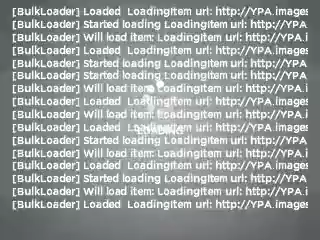 [BulkLoader] Loaded  LoadingItem url: http://YPA.images
[BulkLoader] Started loading LoadingItem url: http://YPA
[BulkLoader] Will load item: LoadingItem url: http://YPA.i
[BulkLoader] Loaded  LoadingItem url: http://YPA.images
[BulkLoader] Started loading LoadingItem url: http://YPA
[BulkLoader] Started loading LoadingItem url: http://YPA
[BulkLoader] Will load item: LoadingItem url: http://YPA.i
[BulkLoader] Loaded  LoadingItem url: http://YPA.images
[BulkLoader] Will load item: LoadingItem url: http://YPA.i
[BulkLoader] Loaded  LoadingItem url: http://YPA.images
LOADING
[BulkLoader] Started loading LoadingItem url: http://YPA
[BulkLoader] Will load item: LoadingItem url: http://YPA.i
[BulkLoader] Loaded  LoadingItem url: http://YPA.images
[BulkLoader] Started loading LoadingItem url: http://YPA
[BulkLoader] Will load item: LoadingItem url: http://YPA.i
[BulkLoader] Loaded  LoadingItem url: http://YPA.images